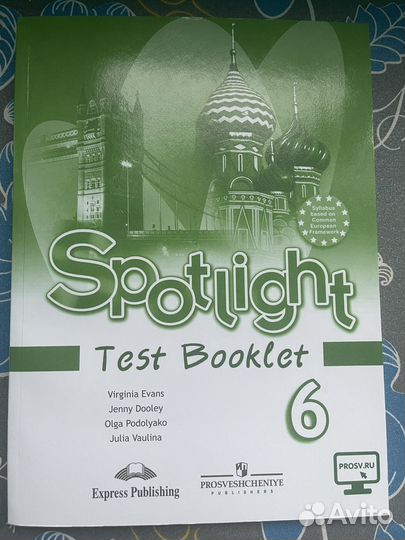 Syllabus
based on
Common
European
Framework
Spotlight
Test Booklet
Virginia Evans
Jenny Dooley
Olga Podolyako
Julia Vaulina
6
PROSV.RU
Express Publishing
PROSVESHCHENIYE
PUBLISHERS
Avito